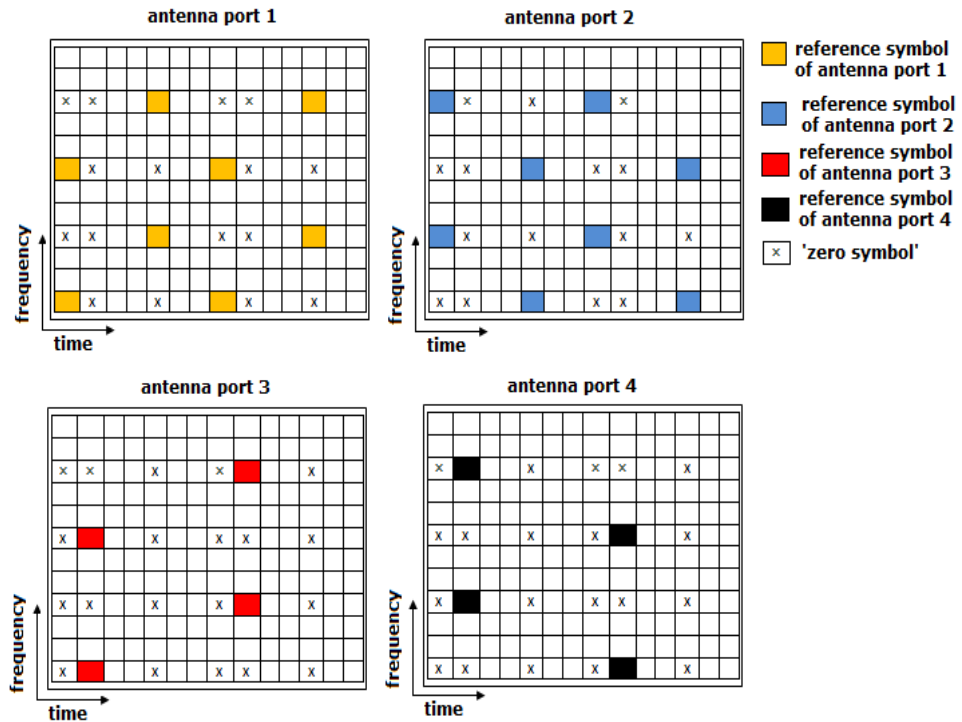 antenna port 1
x x x x
x x x x
x x x x
x x x x
frequency
time
antenna port 2
x x x
x x x x
x x x x
x x x x
frequency
time
reference symbol
of antenna port 1
reference symbol
of antenna port 2
reference symbol
of antenna port 3
reference symbol
of antenna port 4
x 'zero symbol'
antenna port 3
x x x x x
x x x x x
x x x x x
x x x x x
frequency
time
antenna port 4
x x x x x
x x x x x
x x x x x
x x x x x
frequency
time